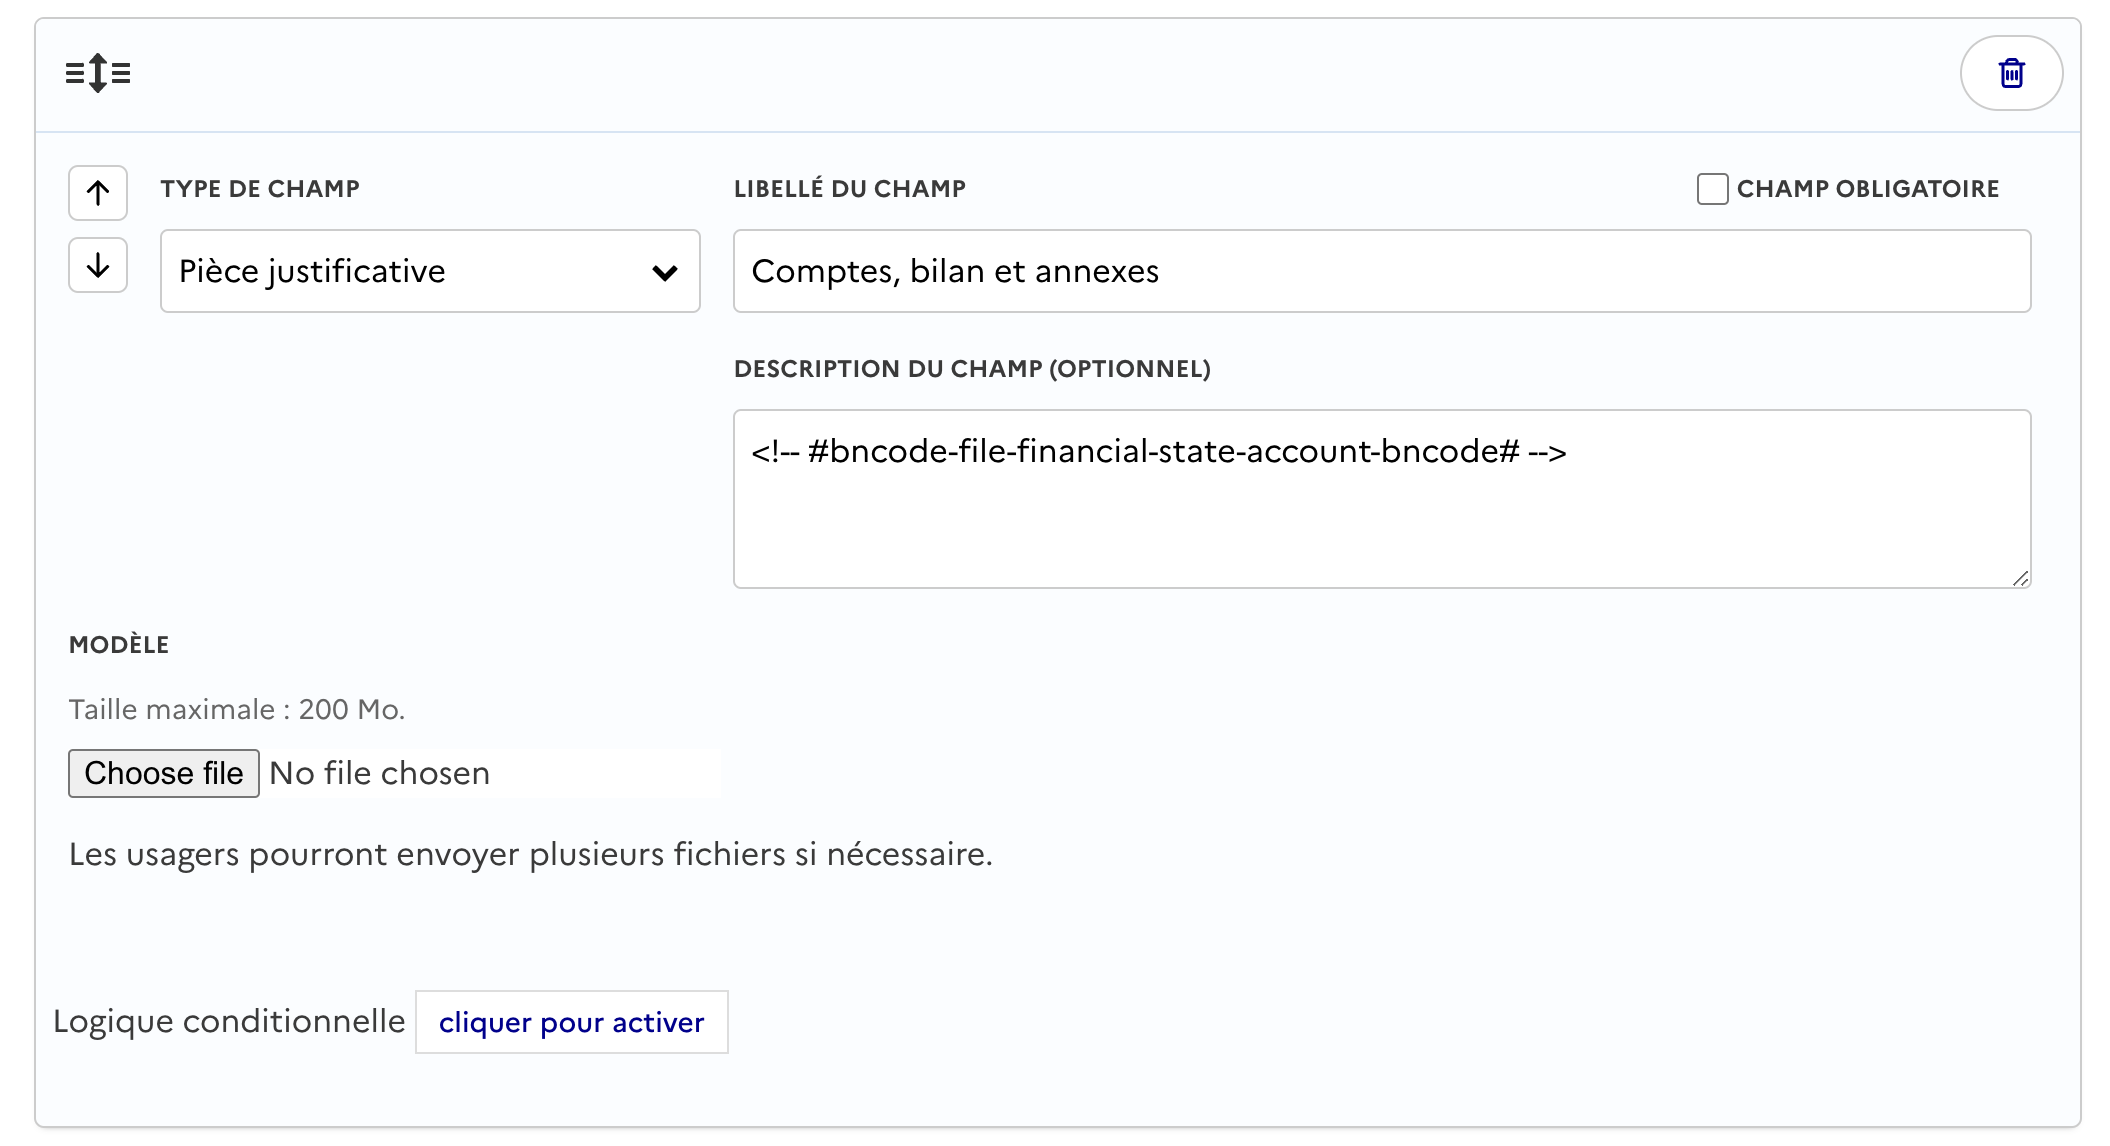 TYPE DE CHAMP
Pièce justificative
LIBELLÉ DU CHAMP
CHAMP OBLIGATOIRE
Comptes, bilan et annexes
DESCRIPTION DU CHAMP (OPTIONNEL)
<!-- #bncode-file-financial-state-account-bncode# -->
MODÈLE
Taille maximale : 200 Mo.
Choose file No file chosen
Les usagers pourront envoyer plusieurs fichiers si nécessaire.
Logique conditionnelle cliquer pour activer